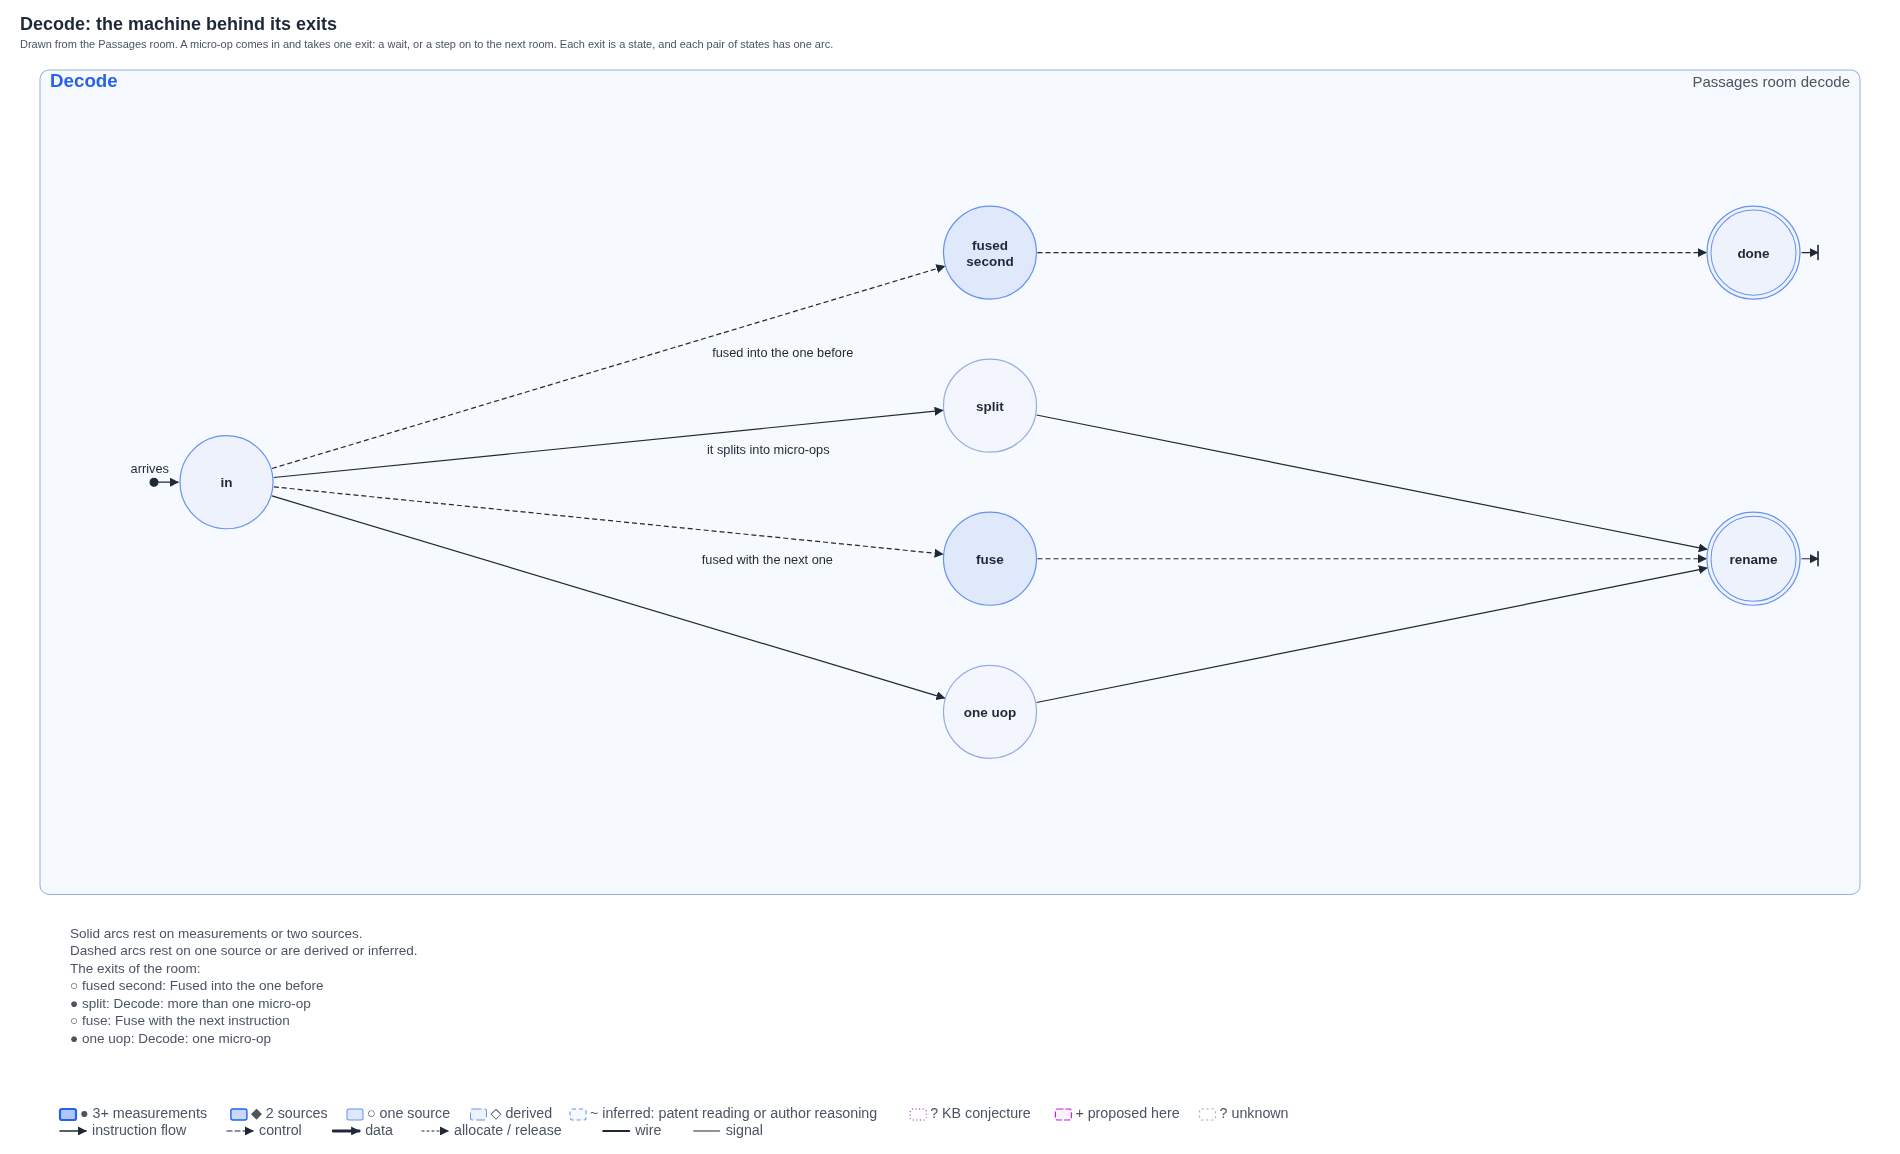 Decode: the machine behind its exits
Drawn from the Passages room. A micro-op comes in and takes one exit: a wait, or a step on to the next room. Each exit is a state, and each pair of states has one arc.
Decode
Passages room decode
fused
second
done
fused into the one before
split
it splits into micro-ops
arrives
in
fused with the next one
fuse
rename
one uop
Solid arcs rest on measurements or two sources.
Dashed arcs rest on one source or are derived or inferred.
The exits of the room:
○ fused second: Fused into the one before
● split: Decode: more than one micro-op
○ fuse: Fuse with the next instruction
● one uop: Decode: one micro-op
● 3+ measurements ◆ 2 sources ○ one source ◇ derived ~ inferred: patent reading or author reasoning ? KB conjecture + proposed here ? unknown
instruction flow control data allocate / release wire signal